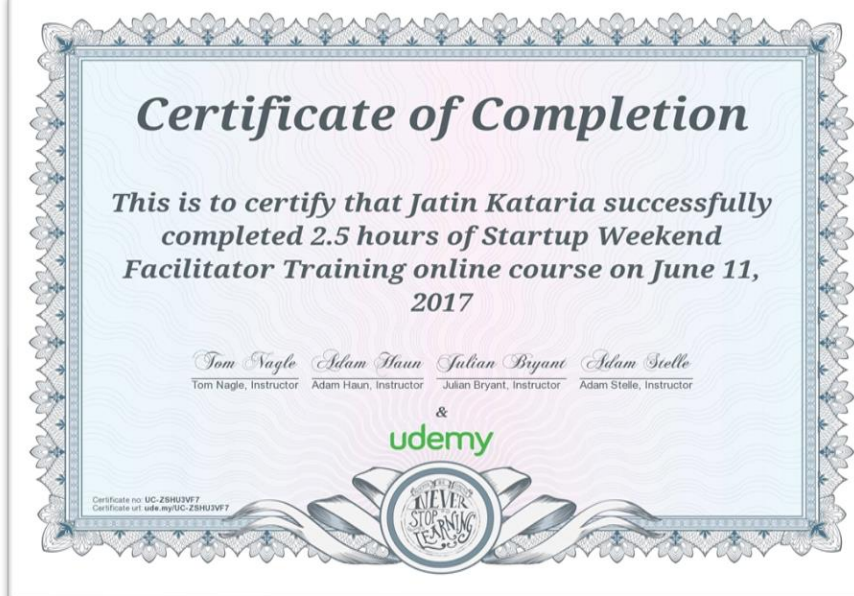 Certificate of Completion
This is to certify that Jatin Kataria successfully
completed 2.5 hours of Startup Weekend
Facilitator Training online course on June 11,
2017
Tom Nagle Adam Haun Julian Bryant Adam Stelle
Tom Nagle, Instructor Adam Haun, Instructor Julian Bryant, Instructor Adam Stelle, Instructor
&
udemy
Certificate no: UC-ZSHU3VF7
Certificate url: ude.my/UC-ZSHU3VF7
NEVER
STOP
LEARNING